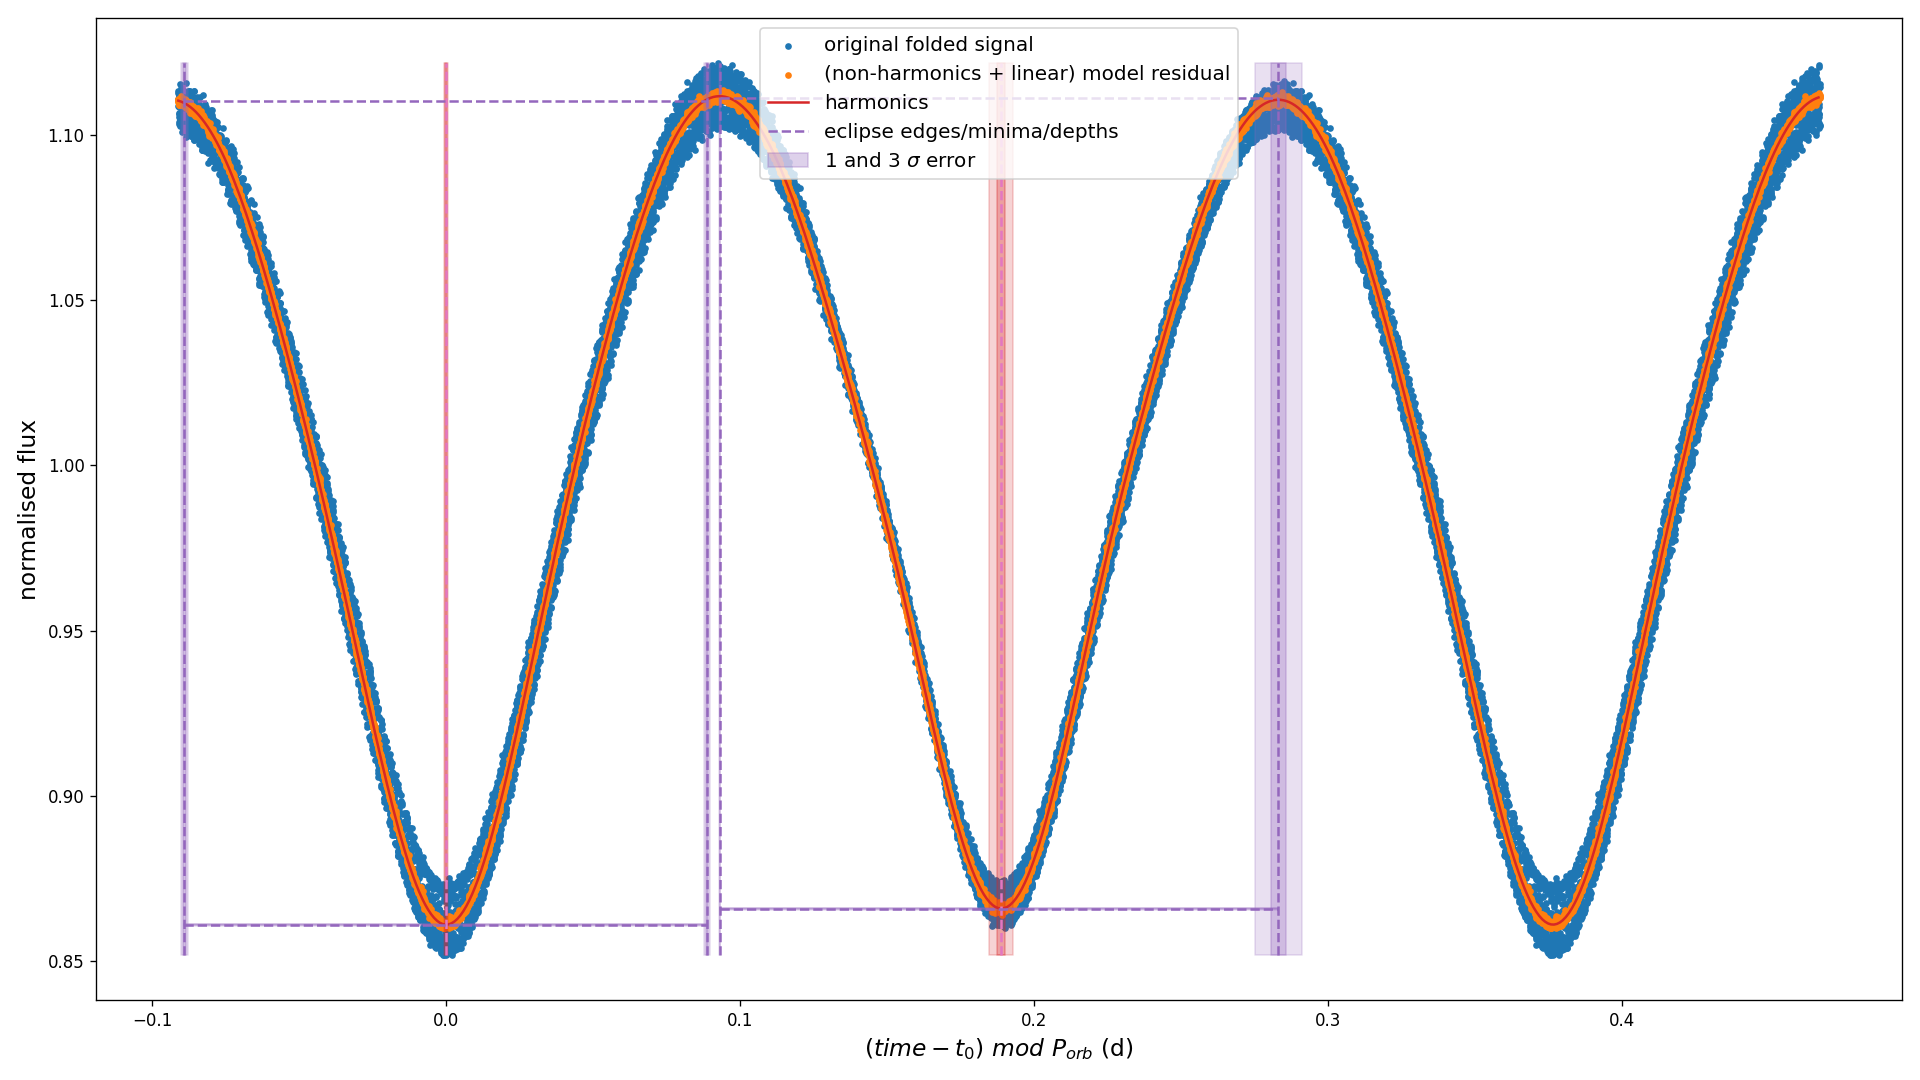 original folded signal
(non-harmonics + linear) model residual
harmonics
eclipse edges/minima/depths
1 and 3 σ error
normalised flux
1.10
1.05
1.00
0.95
0.90
0.85
−0.1 0.0 0.1 0.2 0.3 0.4
(time − t₀) mod P_orb (d)